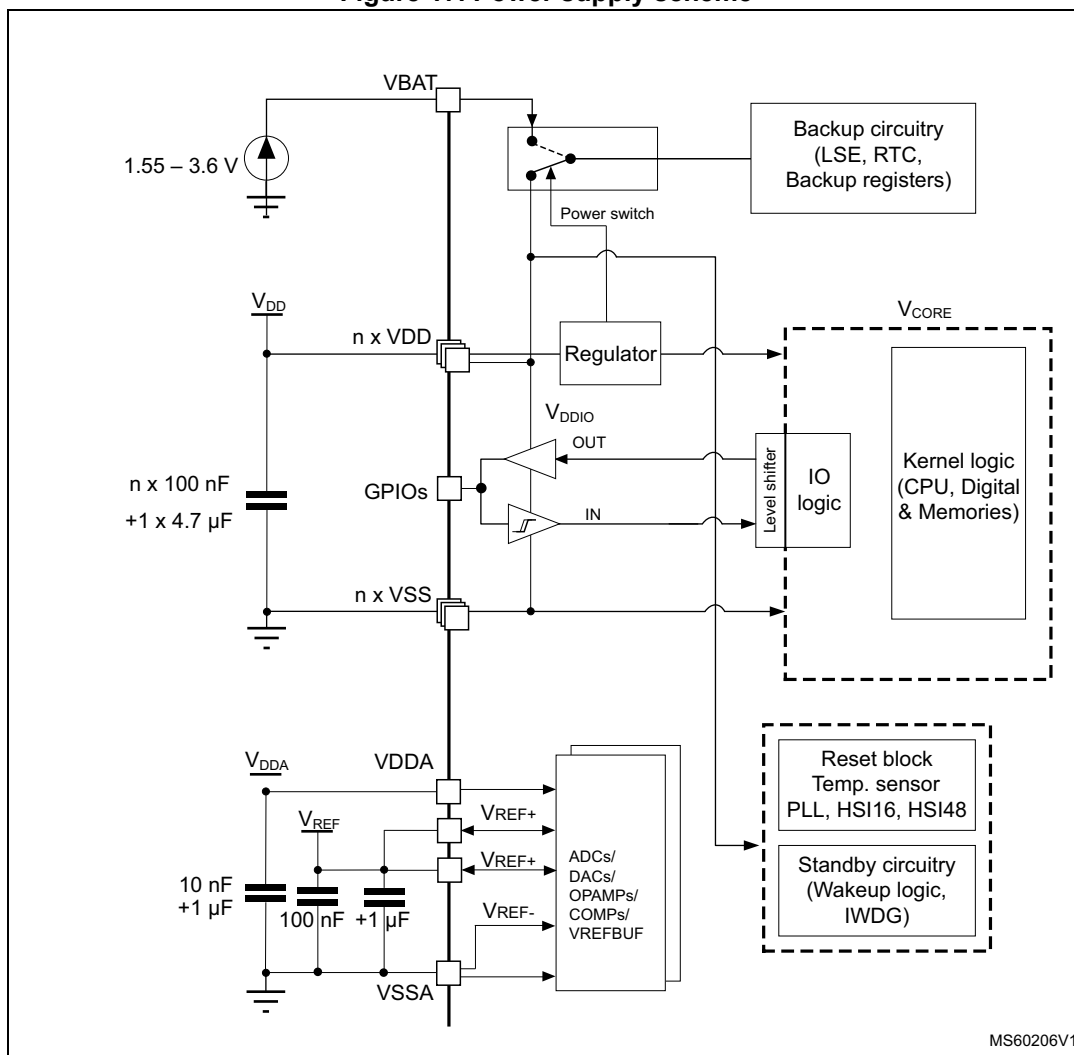 VBAT
1.55 – 3.6 V
Backup circuitry
(LSE, RTC,
Backup registers)
Power switch
VDD
n x VDD
Regulator
VCORE
VDDIO
OUT
GPIOs
IN
Level shifter
IO
logic
Kernel logic
(CPU, Digital
& Memories)
n x 100 nF
+1 x 4.7 µF
n x VSS
Reset block
Temp. sensor
PLL, HSI16, HSI48
Standby circuitry
(Wakeup logic,
IWDG)
VDDA
VDDA
VREF
VREF+
VREF+
VREF-
ADCs/
DACs/
OPAMPs/
COMPs/
VREFBUF
10 nF
+1 µF
100 nF
+1 µF
VSSA
MS60206V1